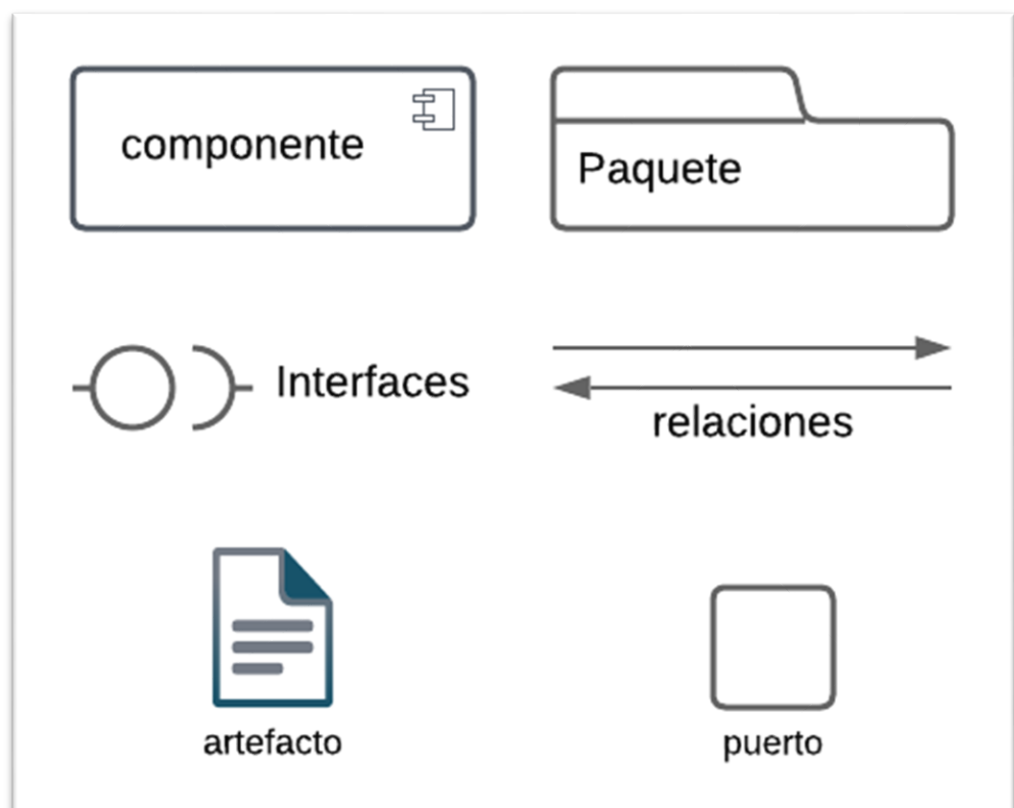 componente
Paquete
Interfaces
relaciones
artefacto
puerto